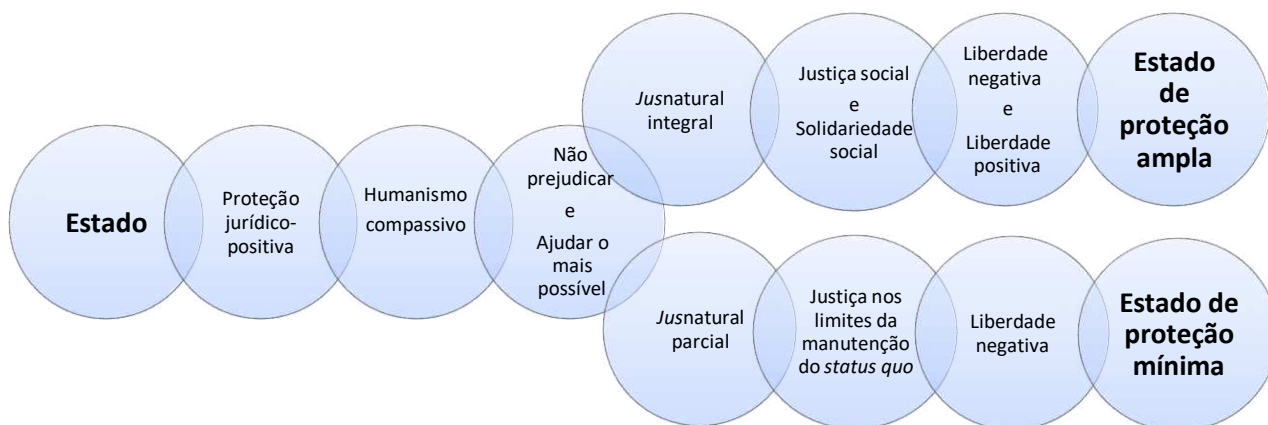 Estado
Proteção
jurídico-
positiva
Humanismo
compassivo
Não
prejudicar
e
Ajudar o
mais
possível
Jusnatural
integral
Justiça social
e
Solidariedade
social
Liberdade
negativa
e
Liberdade
positiva
Estado
de
proteção
ampla
Jusnatural
parcial
Justiça nos
limites da
manutenção
do status quo
Liberdade
negativa
Estado de
proteção
mínima